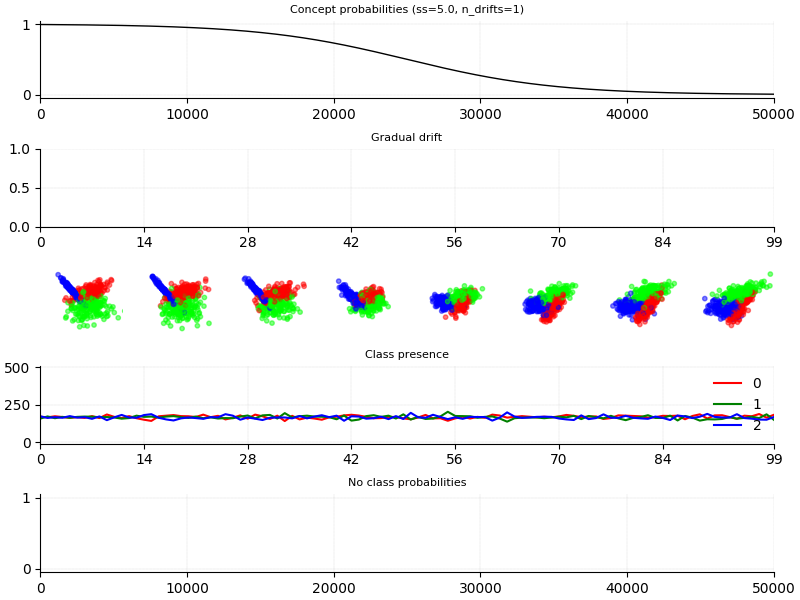 Concept probabilities (ss=5.0, n_drifts=1)
1
0
0 10000 20000 30000 40000 50000
Gradual drift
1.0
0.5
0.0
0 14 28 42 56 70 84 99
Class presence
500
250
0
0
1
2
0 14 28 42 56 70 84 99
No class probabilities
1
0
0 10000 20000 30000 40000 50000